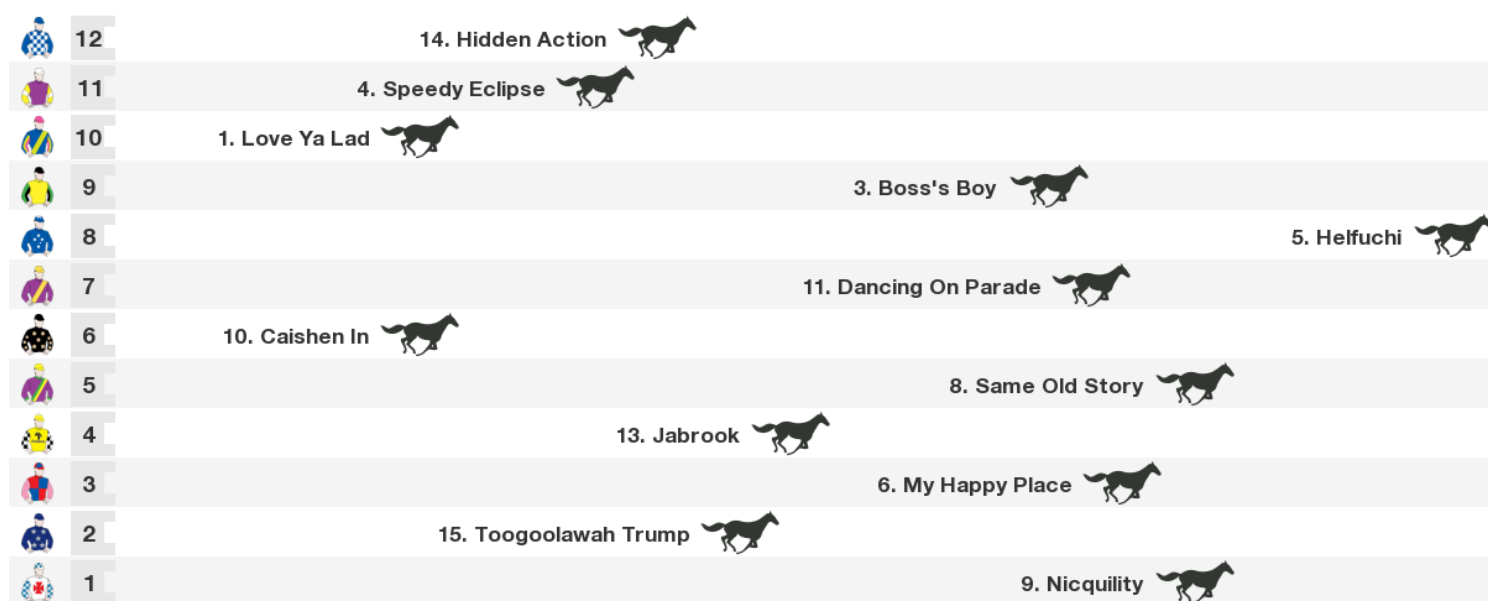 12 14. Hidden Action
11 4. Speedy Eclipse
10 1. Love Ya Lad
9 3. Boss's Boy
8 5. Helfuchi
7 11. Dancing On Parade
6 10. Caishen In
5 8. Same Old Story
4 13. Jabrook
3 6. My Happy Place
2 15. Toogoolawah Trump
1 9. Nicquility